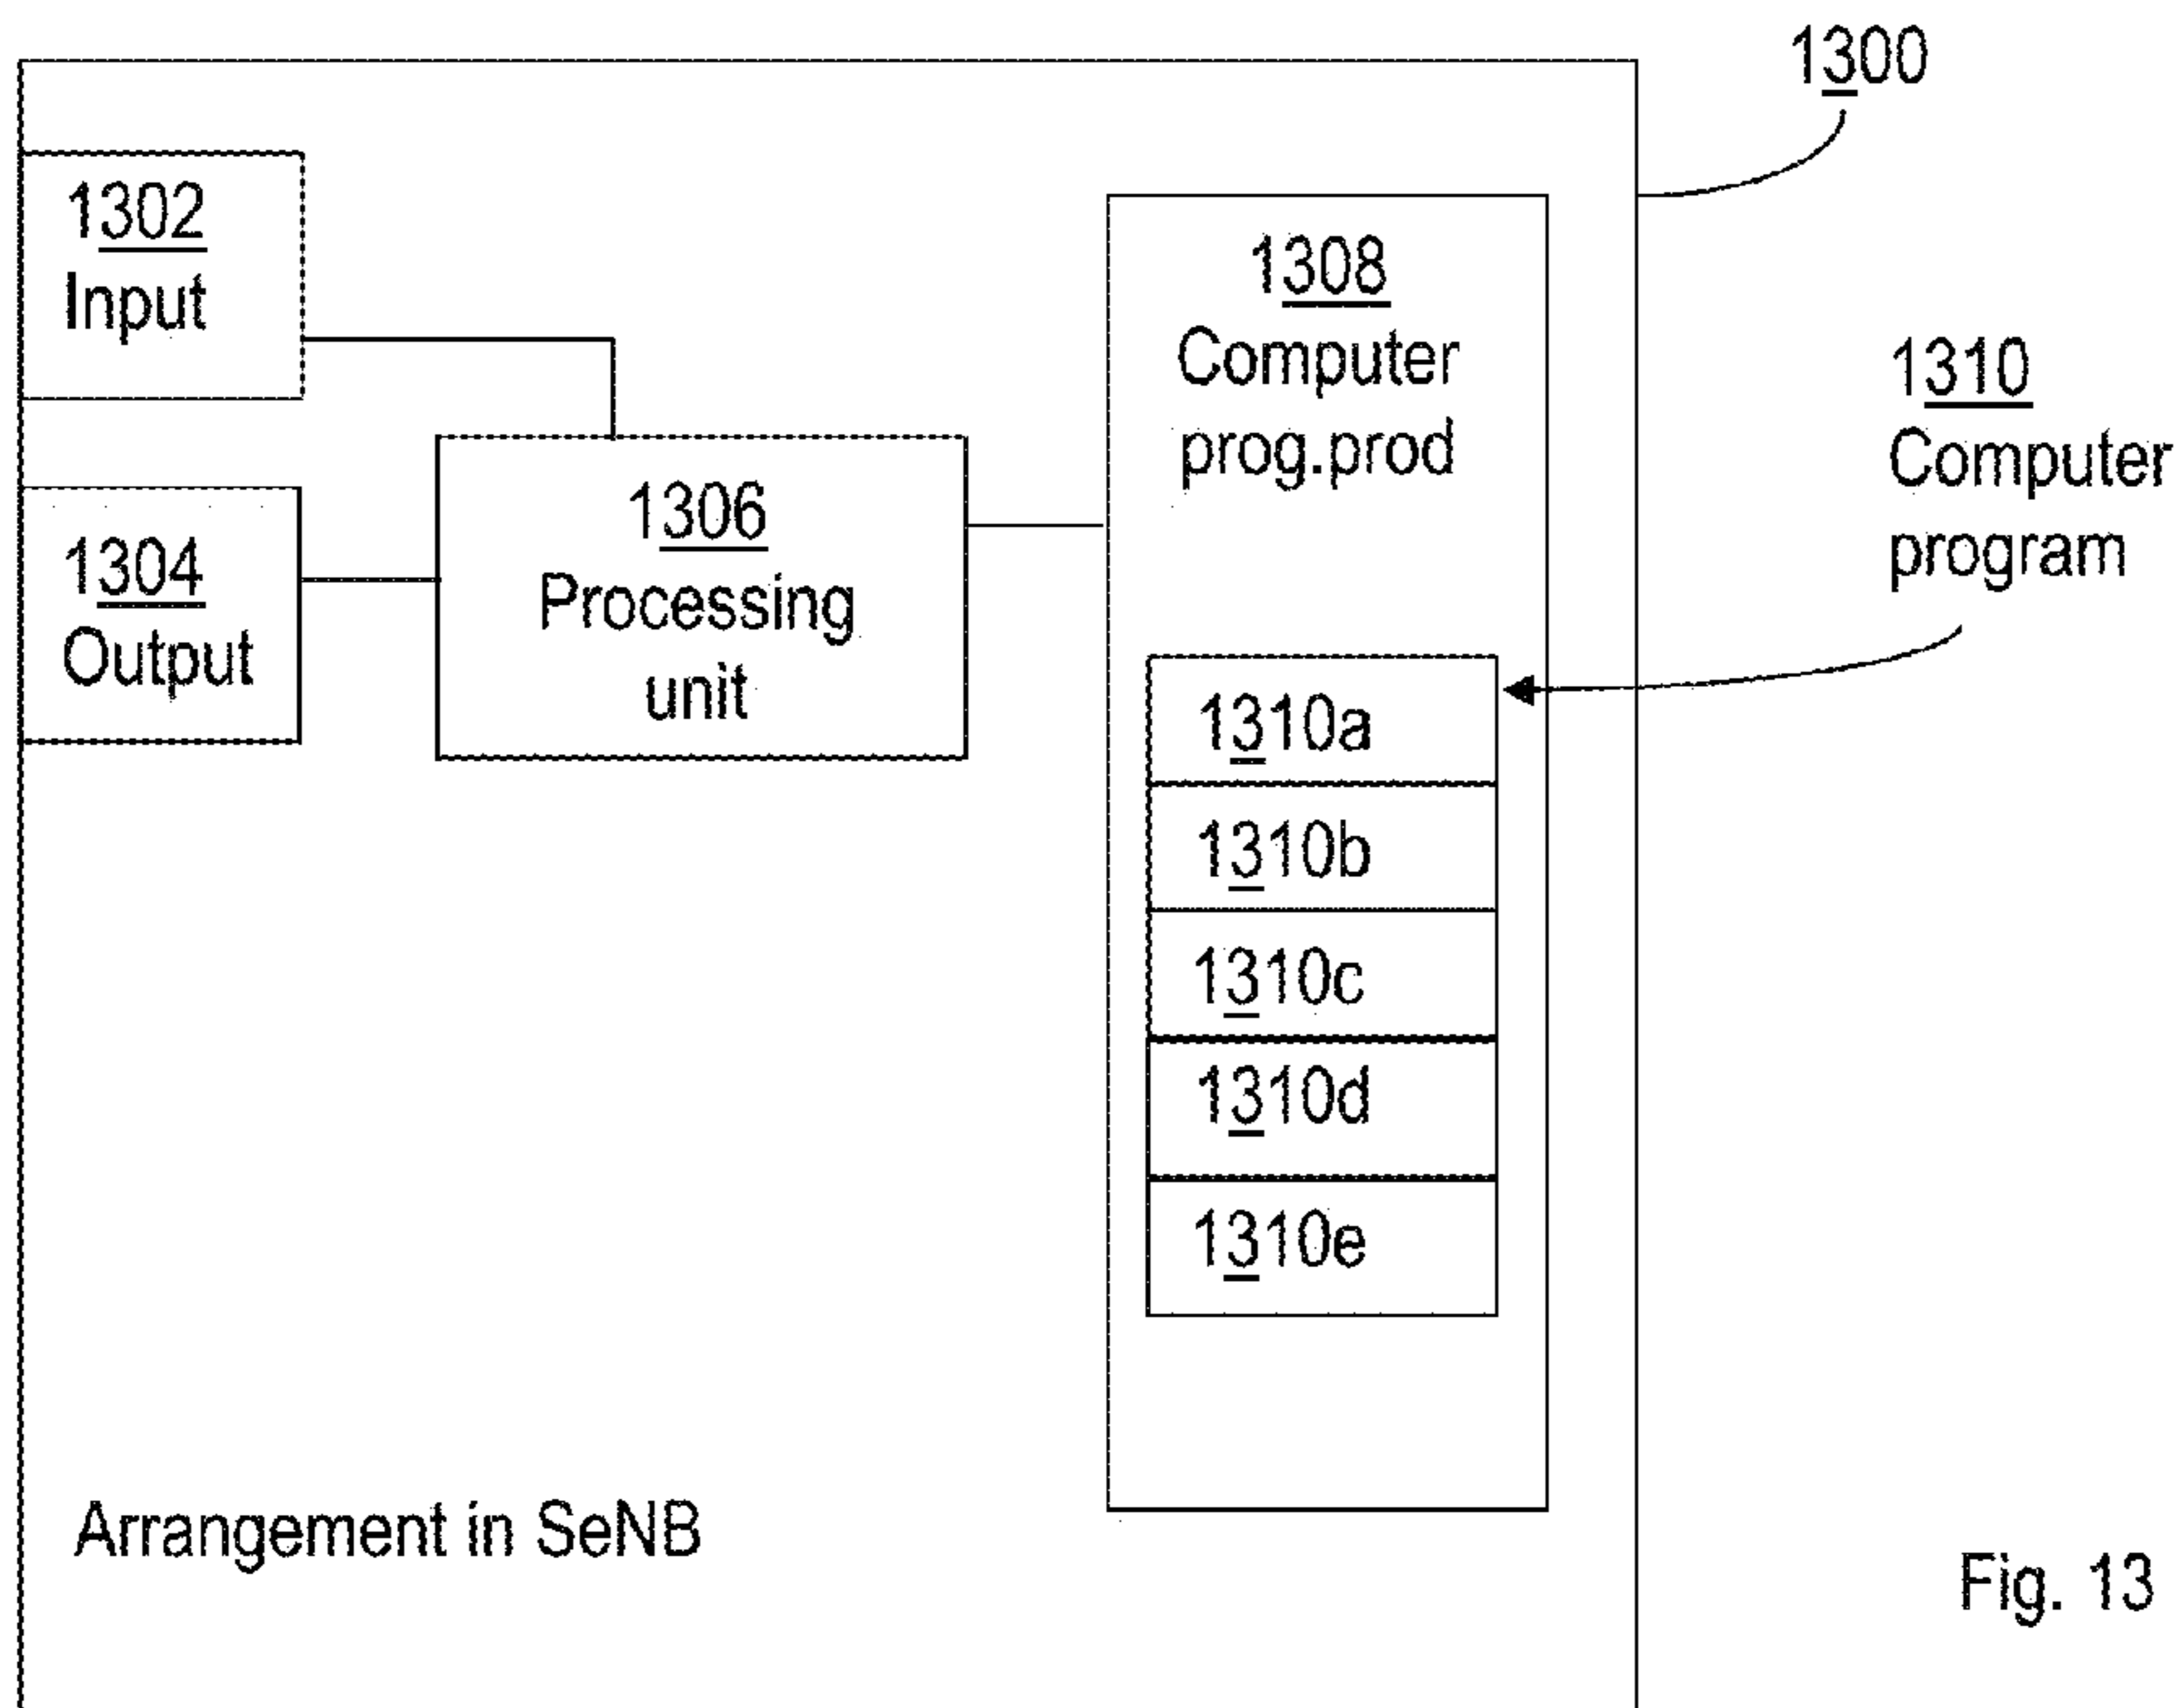 1300
1302
Input
1308
Computer
prog.prod
1310
Computer
program
1306
Processing
unit
1304
Output
1310a
1310b
1310c
1310d
1310e
Arrangement in SeNB
Fig. 13